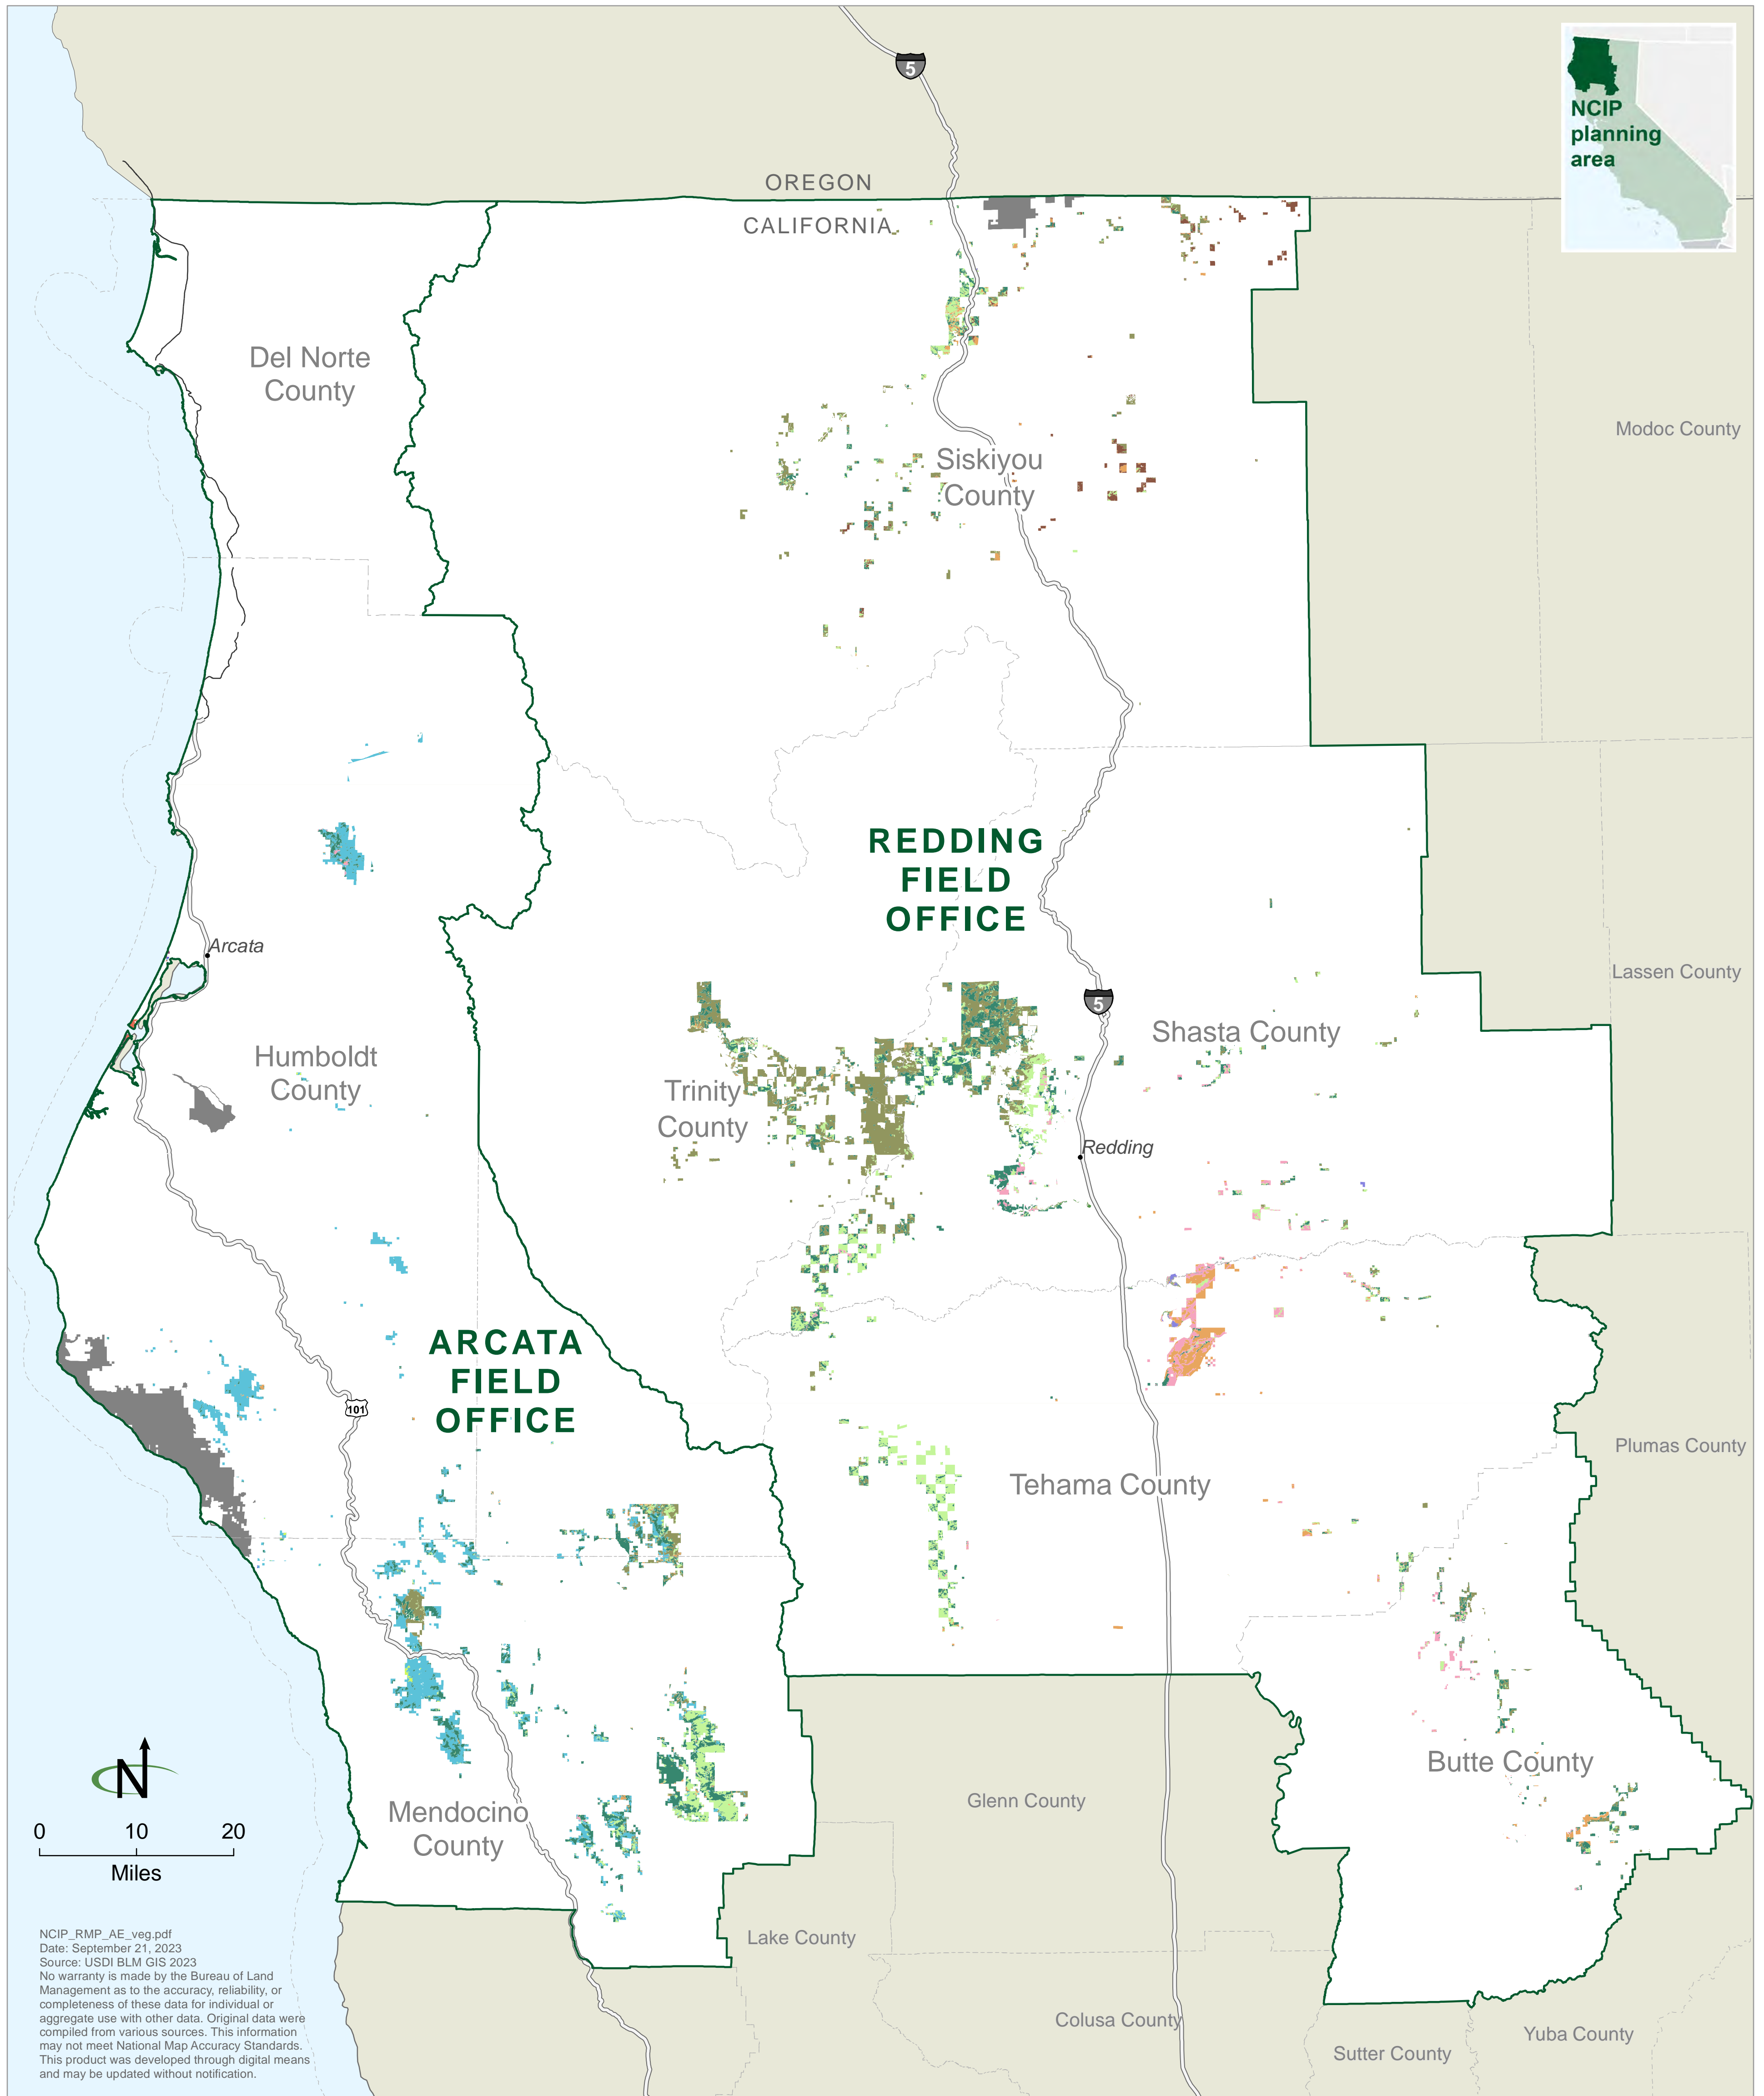 5
NCIP
planning
area
OREGON
CALIFORNIA
Del Norte
County
Siskiyou
County
Modoc County
REDDING
FIELD
OFFICE
Arcata
Lassen County
5
Shasta County
Humboldt
County
Trinity
County
Redding
ARCATA
FIELD
OFFICE
101
Plumas County
Tehama County
Butte County
N
Mendocino
County
Glenn County
0 10 20
Miles
Lake County
Colusa County
Yuba County
Sutter County
NCIP_RMP_AE_veg.pdf
Date: September 21, 2023
Source: USDI BLM GIS 2023
No warranty is made by the Bureau of Land
Management as to the accuracy, reliability, or
completeness of these data for individual or
aggregate use with other data. Original data were
compiled from various sources. This information
may not meet National Map Accuracy Standards.
This product was developed through digital means
and may be updated without notification.